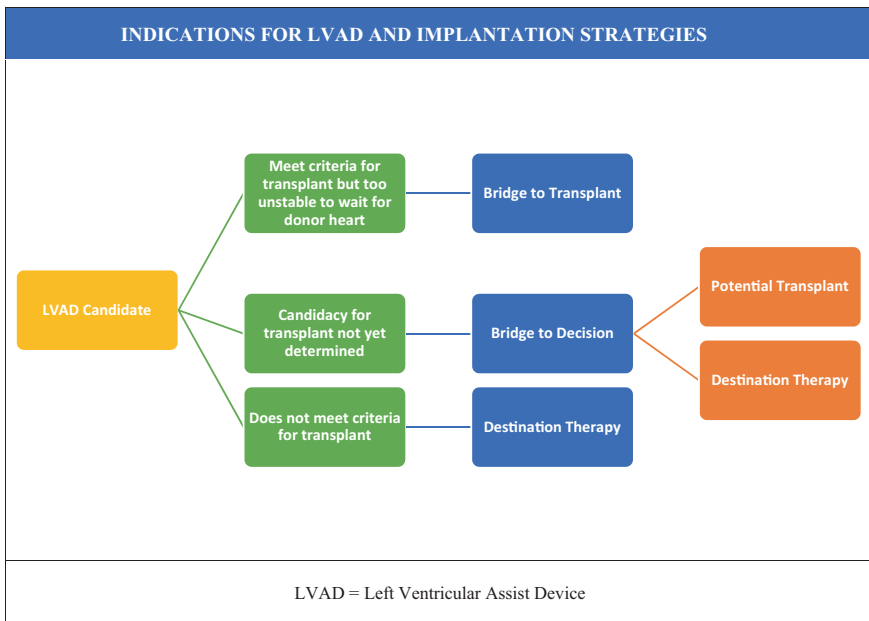 INDICATIONS FOR LVAD AND IMPLANTATION STRATEGIES
LVAD Candidate
Meet criteria for
transplant but too
unstable to wait for
donor heart
Bridge to Transplant
Candidacy for
transplant not yet
determined
Bridge to Decision
Potential Transplant
Destination Therapy
Does not meet criteria
for transplant
Destination Therapy
LVAD = Left Ventricular Assist Device